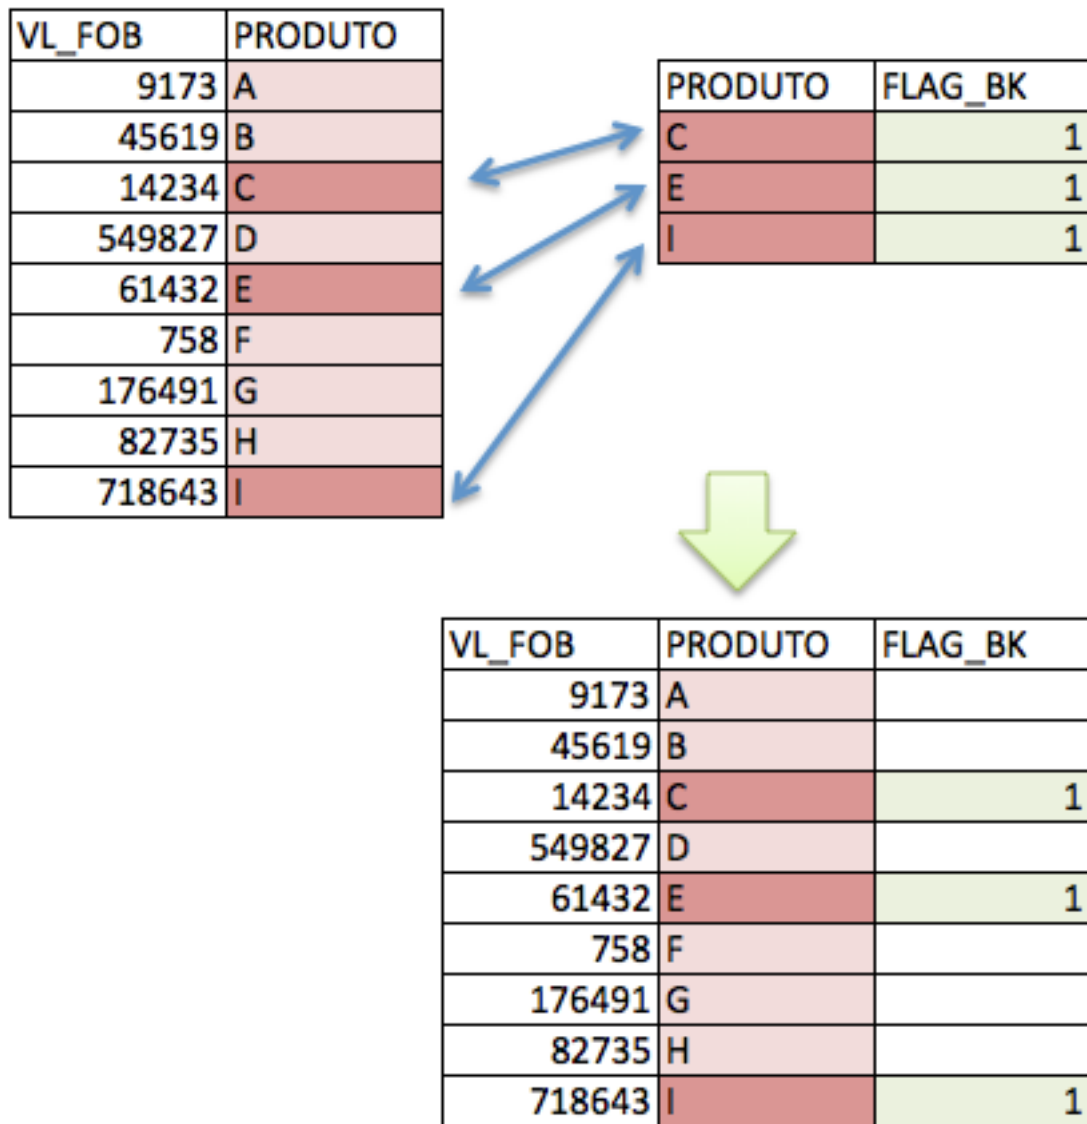 VL_FOB PRODUTO
9173 A
45619 B
14234 C
549827 D
61432 E
758 F
176491 G
82735 H
718643 I
PRODUTO FLAG_BK
C 1
E 1
I 1
VL_FOB PRODUTO FLAG_BK
9173 A
45619 B
14234 C 1
549827 D
61432 E 1
758 F
176491 G
82735 H
718643 I 1